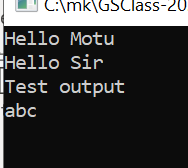 C:\mk\GSClass-20
Hello Motu
Hello Sir
Test output
abc